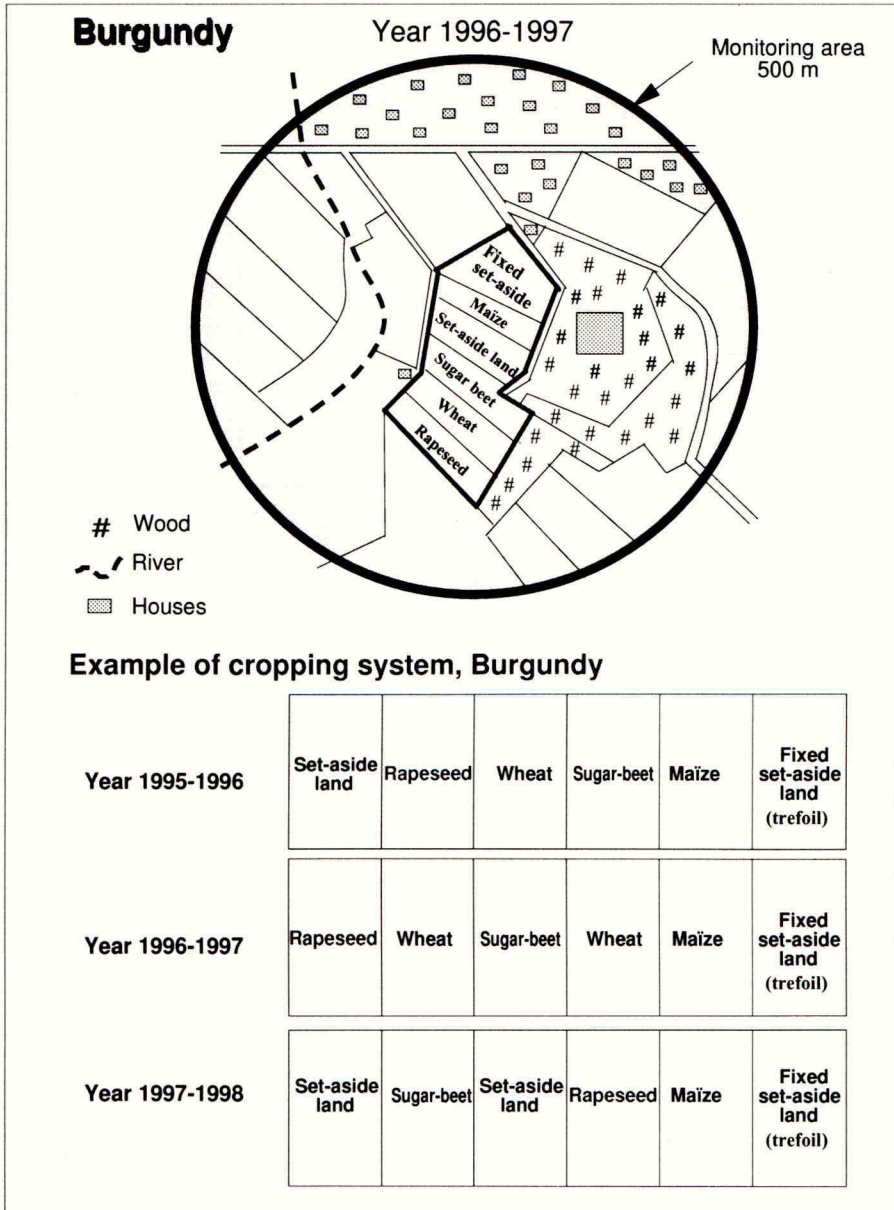 Burgundy
Year 1996-1997
Monitoring area
500 m
Fixed
set-aside
Maïze
Set-aside land
Sugar beet
Wheat
Rapeseed
# Wood
River
Houses
Example of cropping system, Burgundy
Year 1995-1996
Set-aside
land
Rapeseed
Wheat
Sugar-beet
Maïze
Fixed
set-aside
land
(trefoil)
Year 1996-1997
Rapeseed
Wheat
Sugar-beet
Wheat
Maïze
Fixed
set-aside
land
(trefoil)
Year 1997-1998
Set-aside
land
Sugar-beet
Set-aside
land
Rapeseed
Maïze
Fixed
set-aside
land
(trefoil)